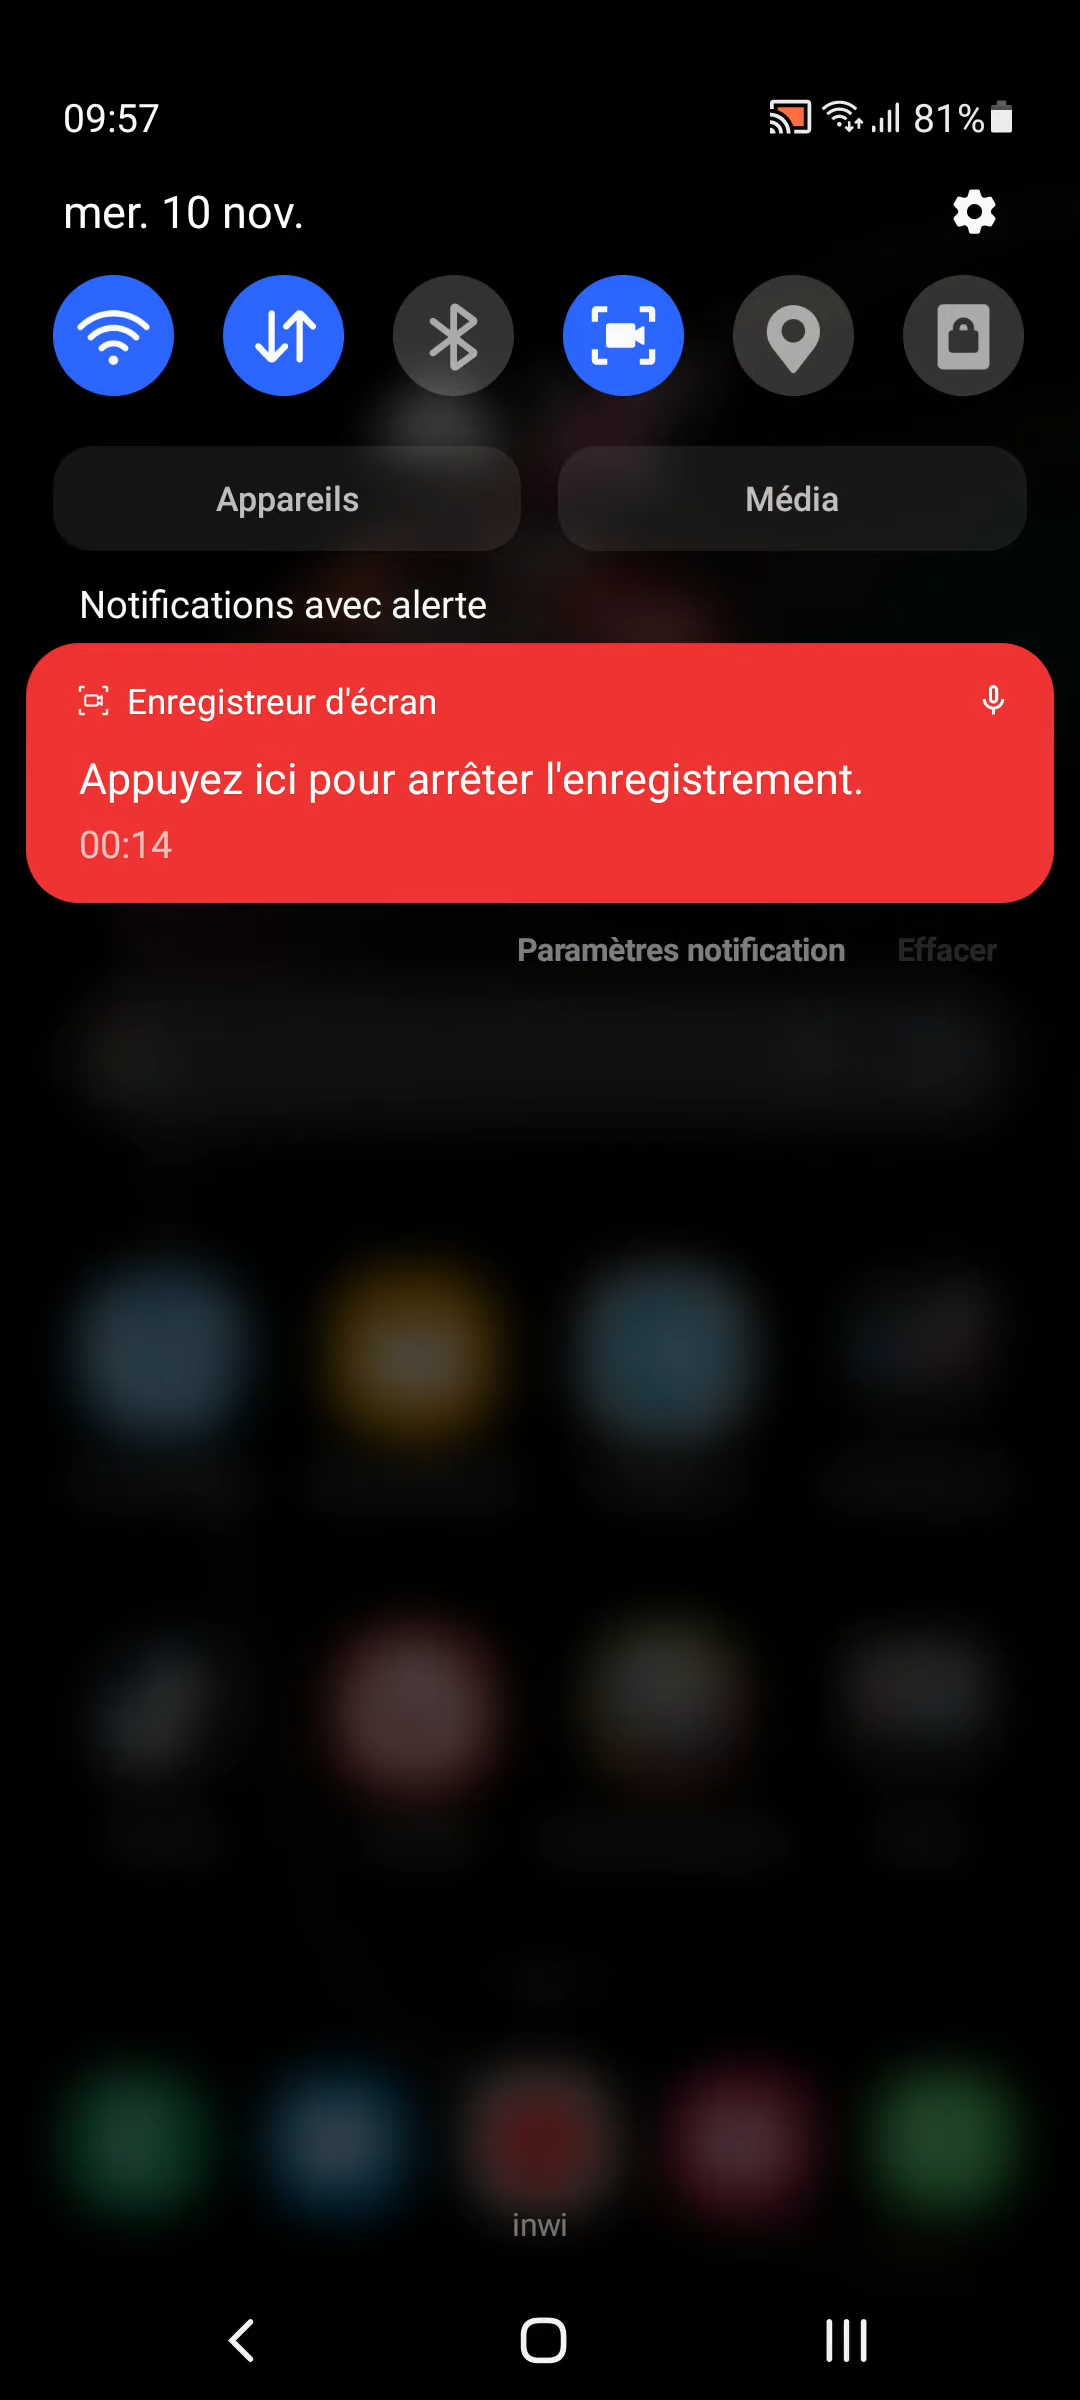 09:57
81%
mer. 10 nov.
Appareils
Média
Notifications avec alerte
Enregistreur d'écran
Appuyez ici pour arrêter l'enregistrement.
00:14
Paramètres notification
Effacer
inwi